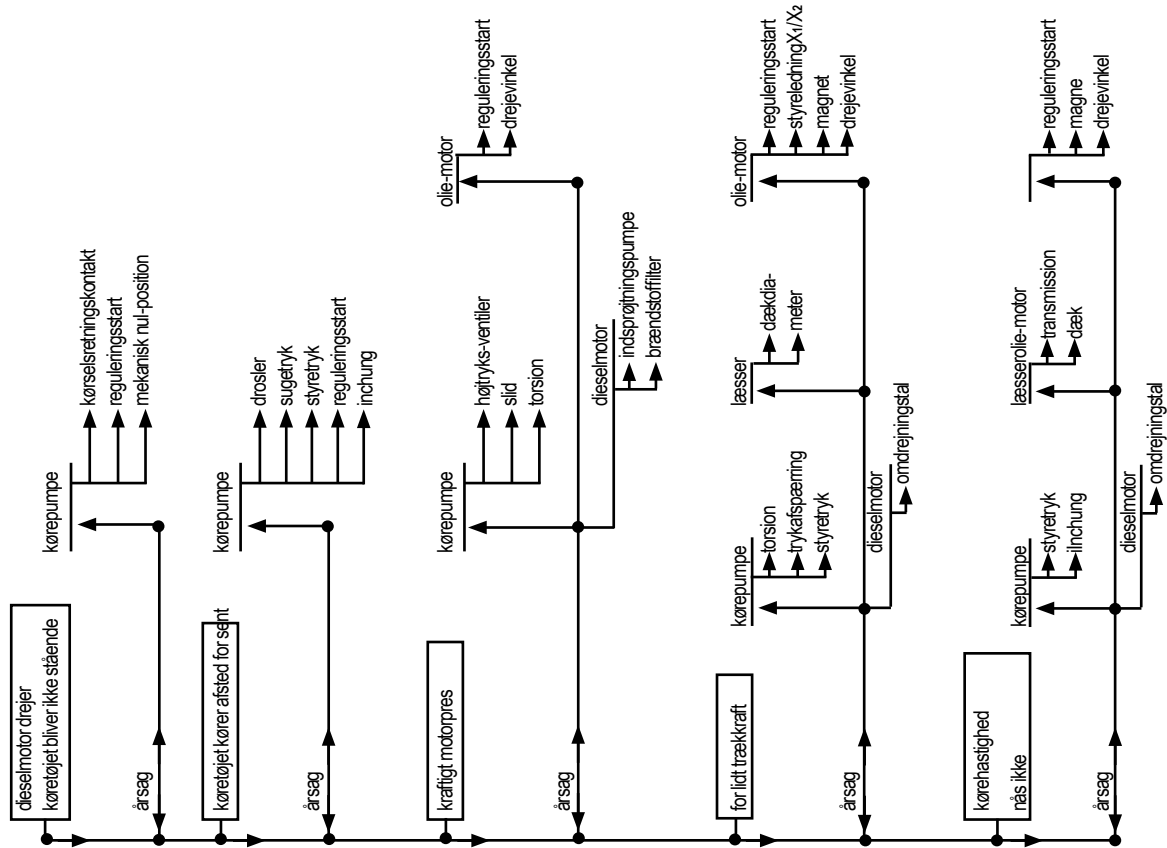 dieselmotor drejer
køretøjet bliver ikke stående
årsag
kørepumpe
kørselsretningskontakt
reguleringsstart
mekanisk nul-position
køretøjet kører afsted for sent
årsag
kørepumpe
drosler
sugetryk
styretryk
reguleringsstart
inchung
kraftigt motorpres
årsag
kørepumpe
højtryks-ventiler
slid
torsion
dieselmotor
indsprøjtningspumpe
brændstoffilter
olie-motor
reguleringsstart
drejevinkel
for lidt trækkraft
årsag
kørepumpe
torsion
trykafspærring
styretryk
dieselmotor
omdrejningstal
læsser
dækdia-
meter
olie-motor
reguleringsstart
styreledningX1/X2
magnet
drejevinkel
kørehastighed
nås ikke
årsag
kørepumpe
styretryk
ilnchung
dieselmotor
omdrejningstal
læsserolie-motor
transmission
dæk
reguleringsstart
magne
drejevinkel